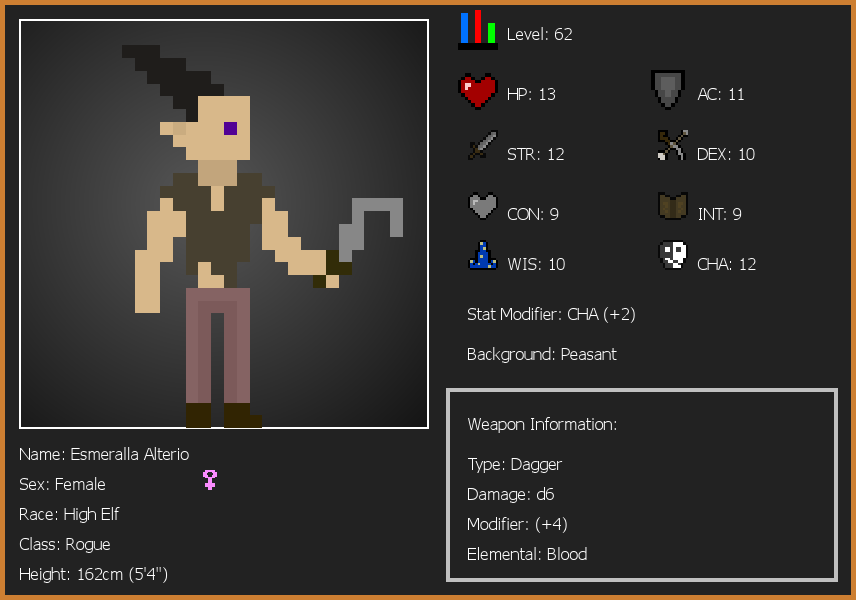 Level: 62
HP: 13
AC: 11
STR: 12
DEX: 10
CON: 9
INT: 9
WIS: 10
CHA: 12
Stat Modifier: CHA (+2)
Background: Peasant
Weapon Information:
Type: Dagger
Damage: d6
Modifier: (+4)
Elemental: Blood
Name: Esmeralla Alterio
Sex: Female
Race: High Elf
Class: Rogue
Height: 162cm (5'4")